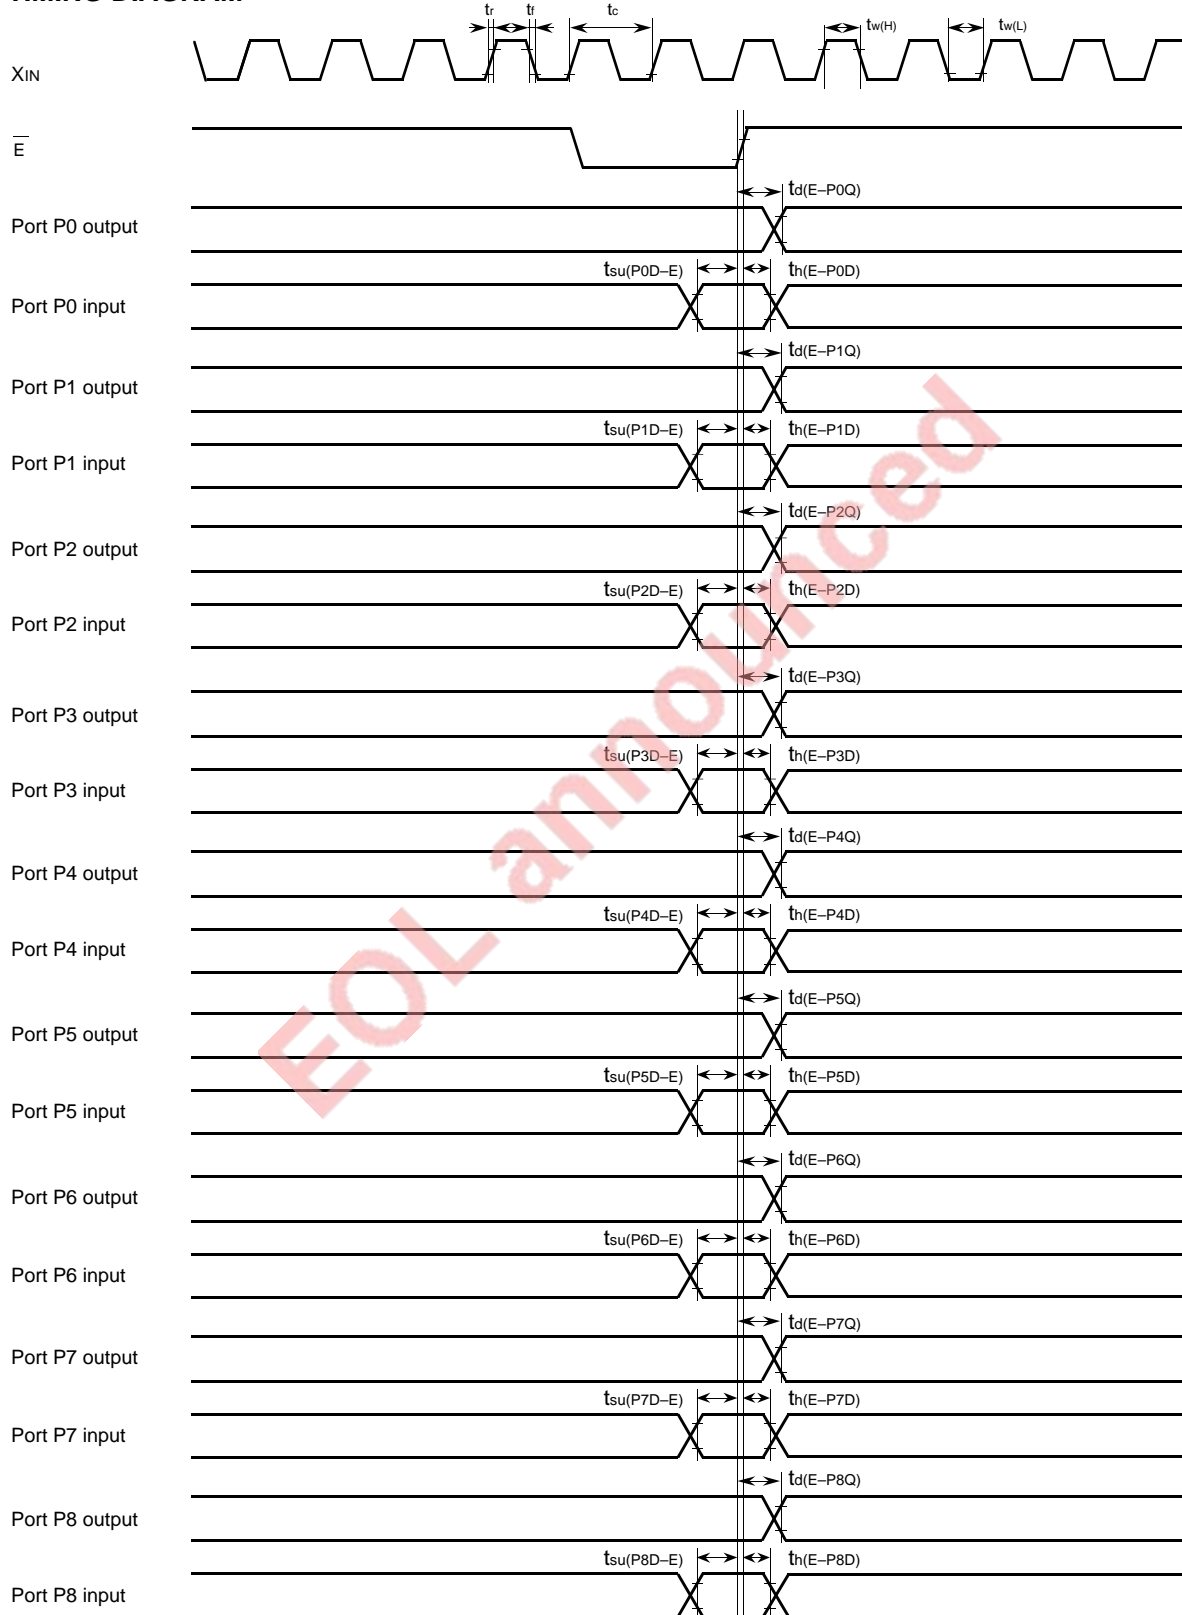 TIMING DIAGRAM
tr tf tc tw(H) tw(L)
XIN
E
td(E–P0Q)
Port P0 output
tsu(P0D–E) th(E–P0D)
Port P0 input
td(E–P1Q)
Port P1 output
tsu(P1D–E) th(E–P1D)
Port P1 input
td(E–P2Q)
Port P2 output
tsu(P2D–E) th(E–P2D)
Port P2 input
td(E–P3Q)
Port P3 output
tsu(P3D–E) th(E–P3D)
Port P3 input
td(E–P4Q)
Port P4 output
tsu(P4D–E) th(E–P4D)
Port P4 input
td(E–P5Q)
Port P5 output
tsu(P5D–E) th(E–P5D)
Port P5 input
td(E–P6Q)
Port P6 output
tsu(P6D–E) th(E–P6D)
Port P6 input
td(E–P7Q)
Port P7 output
tsu(P7D–E) th(E–P7D)
Port P7 input
td(E–P8Q)
Port P8 output
tsu(P8D–E) th(E–P8D)
Port P8 input
EOL announced